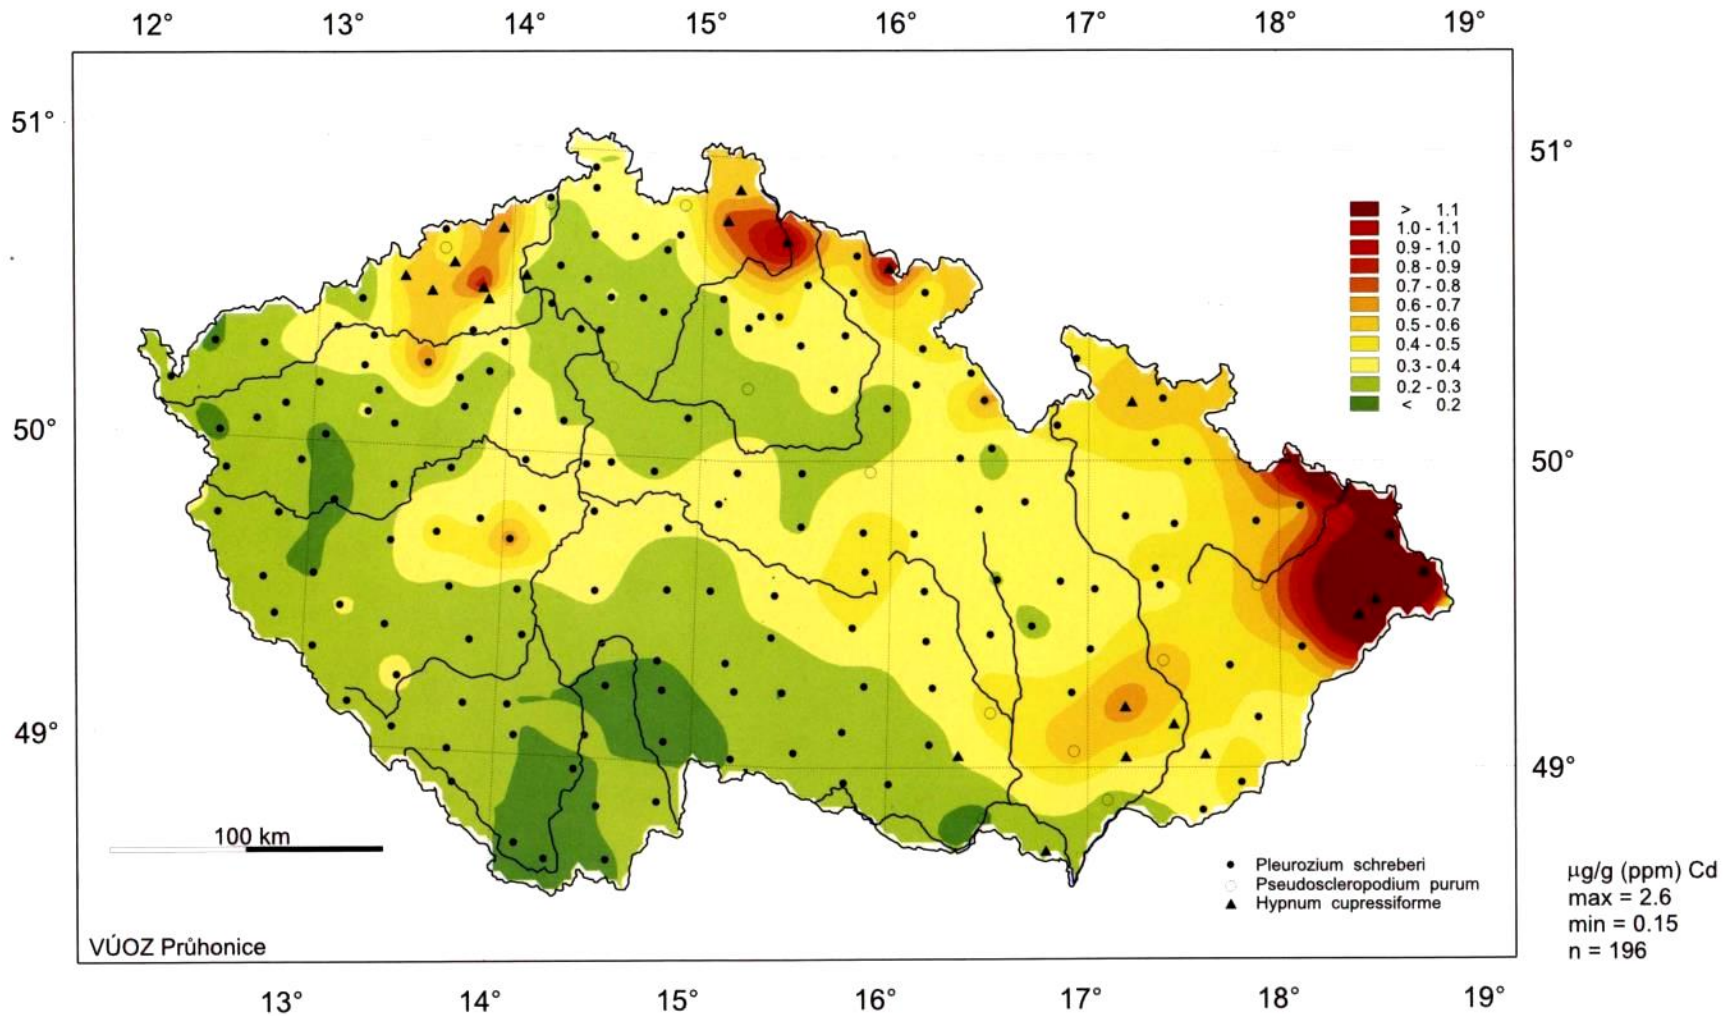 12° 13° 14° 15° 16° 17° 18° 19°
51°
51°
> 1.1
1.0 - 1.1
0.9 - 1.0
0.8 - 0.9
0.7 - 0.8
0.6 - 0.7
0.5 - 0.6
0.4 - 0.5
0.3 - 0.4
0.2 - 0.3
< 0.2
50°
50°
49°
49°
100 km
Pleurozium schreberi
Pseudoscleropodium purum
Hypnum cupressiforme
µg/g (ppm) Cd
max = 2.6
min = 0.15
n = 196
VÚOZ Průhonice
13° 14° 15° 16° 17° 18° 19°